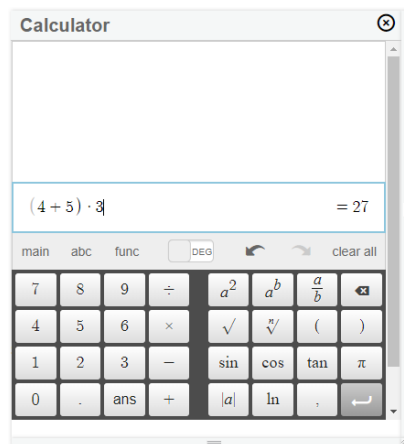 Calculator
(4 + 5) · 3 = 27
main abc func DEG clear all
7 8 9 ÷ a² aᵇ a/b
4 5 6 × √ ⁿ√ ( )
1 2 3 − sin cos tan π
0 . ans + |a| ln ,